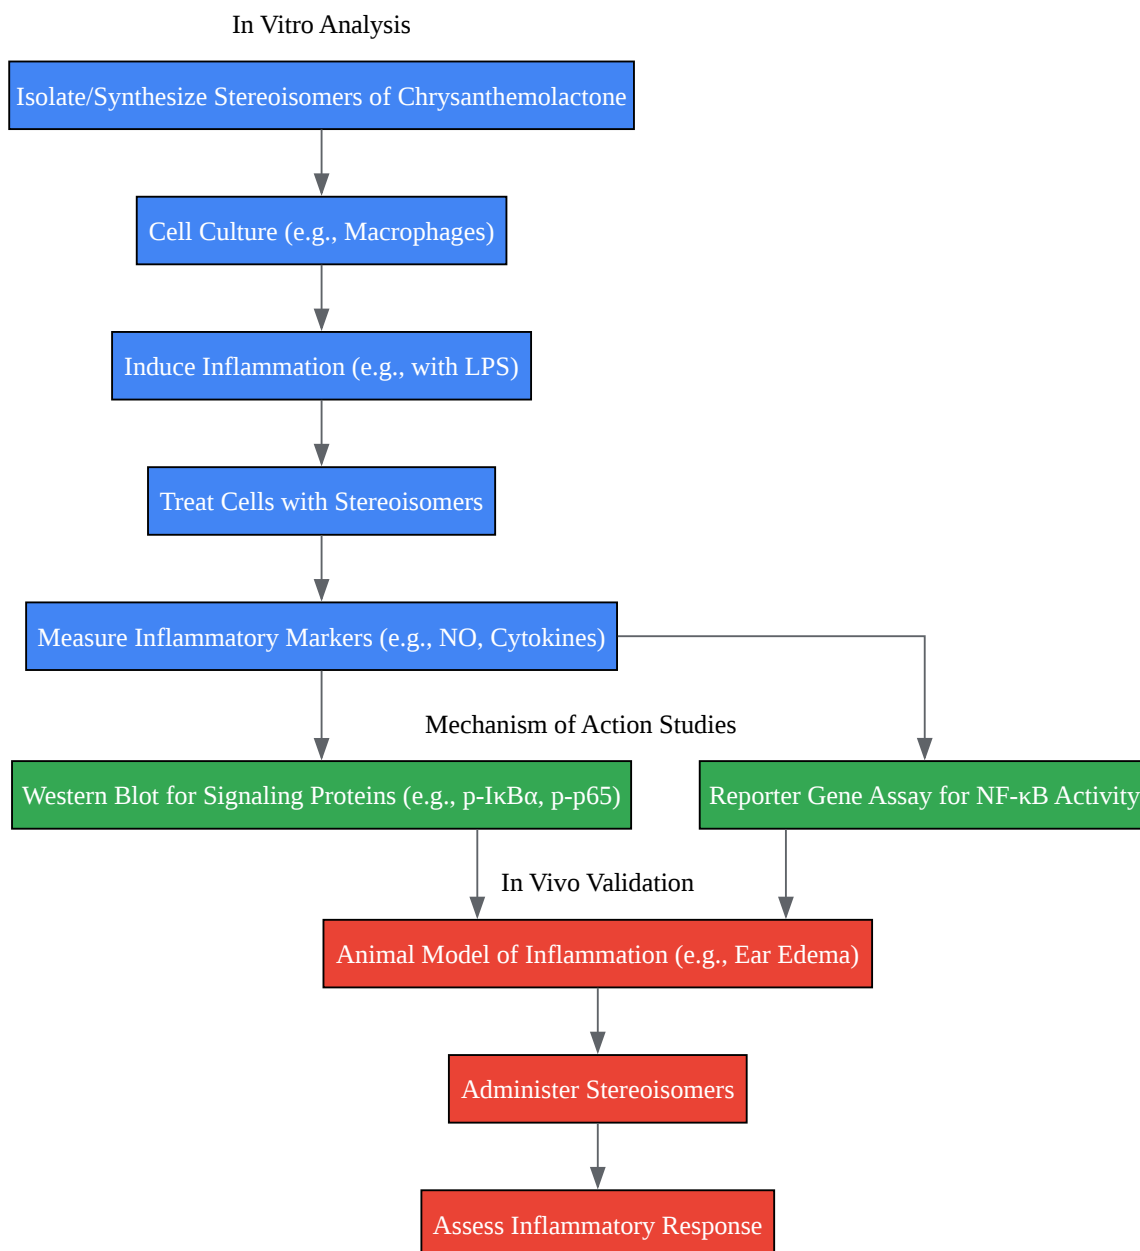 In Vitro Analysis
Isolate/Synthesize Stereoisomers of Chrysanthemolactone
Cell Culture (e.g., Macrophages)
Induce Inflammation (e.g., with LPS)
Treat Cells with Stereoisomers
Measure Inflammatory Markers (e.g., NO, Cytokines)
Mechanism of Action Studies
Western Blot for Signaling Proteins (e.g., p-IκBα, p-p65)
Reporter Gene Assay for NF-κB Activity
In Vivo Validation
Animal Model of Inflammation (e.g., Ear Edema)
Administer Stereoisomers
Assess Inflammatory Response